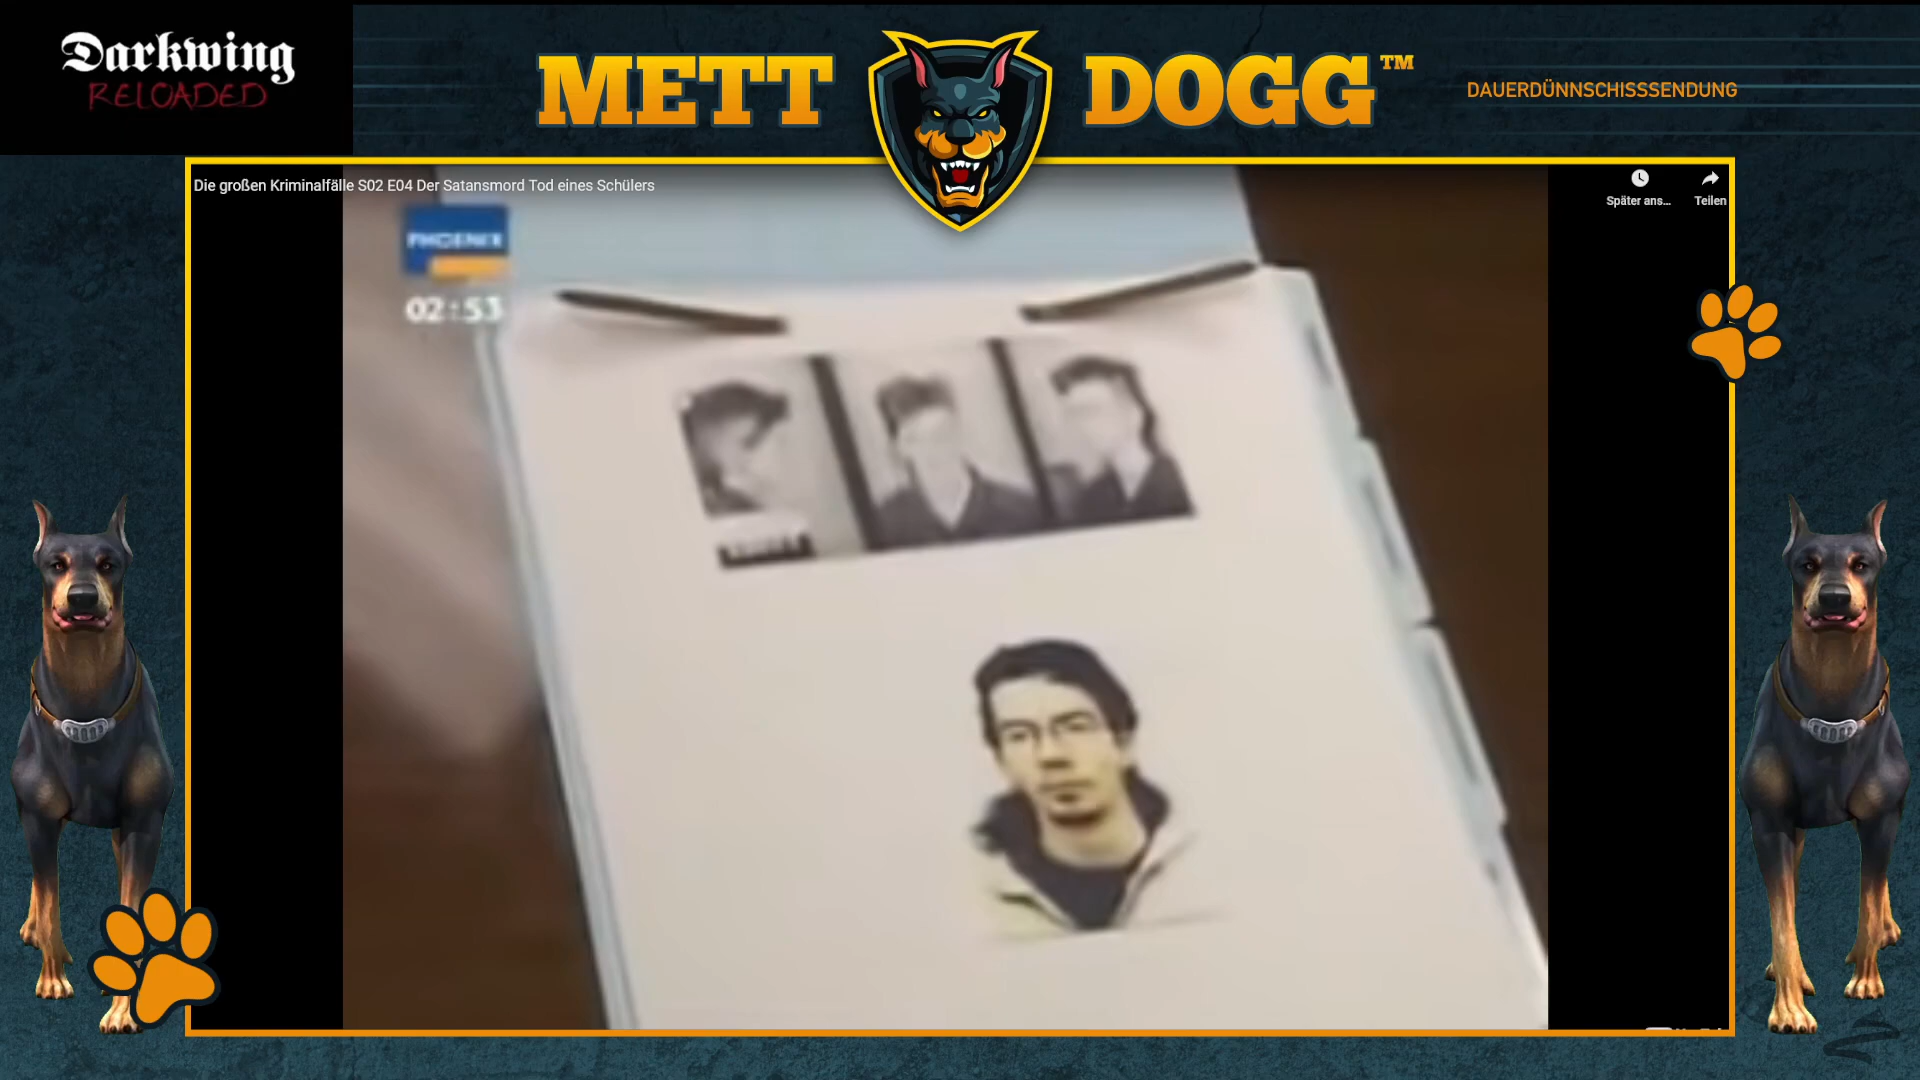 Darkwing
RELOADED
METT DOGG™
DAUERDÜNNSCHISSSENDUNG
Die großen Kriminalfälle S02 E04 Der Satansmord Tod eines Schülers
Später ans...
Teilen
PHOENIX
02:53